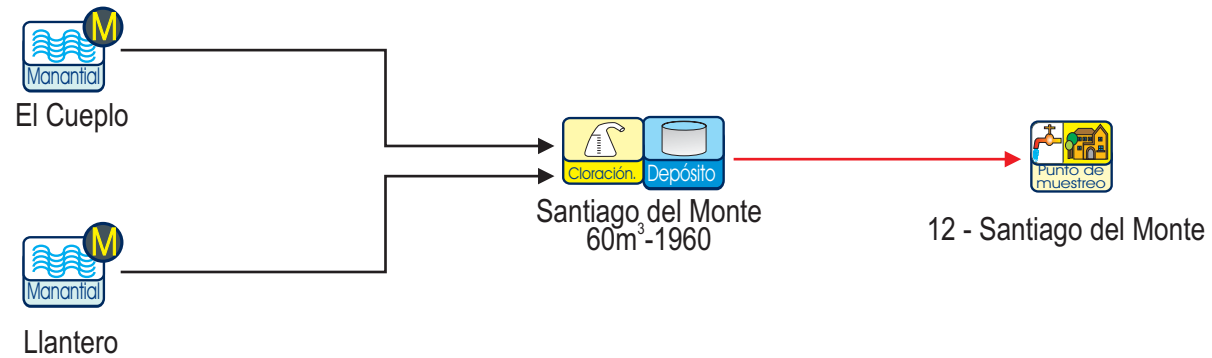 M
Manantial
El Cueplo
M
Manantial
Llantero
Cloración.
Depósito
Santiago del Monte
60m³-1960
Punto de
muestreo
12 - Santiago del Monte